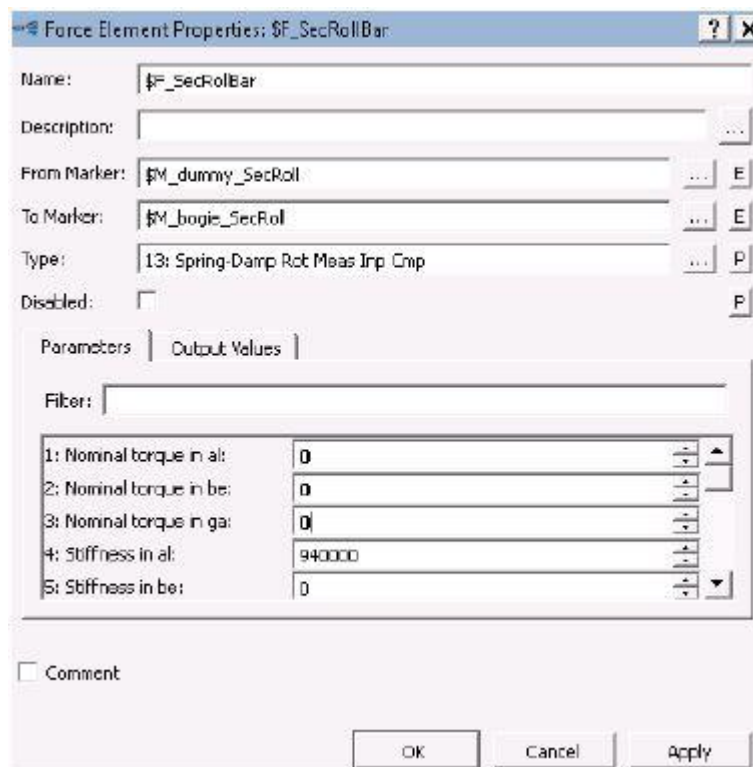 Force Element Properties: $F_SecRollBar ? X
Name: $F_SecRollBar
Description: ...
From Marker: $M_dummy_SecRoll ... E
To Marker: $M_bogie_SecRoll ... E
Type: 13: Spring-Damp Rot Meas Inp Cmp ... P
Disabled: P
Parameters Output Values
Filter:
1: Nominal torque in al: 0
2: Nominal torque in be: 0
3: Nominal torque in ga: 0
4: Stiffness in al: 940000
5: Stiffness in be: 0
Comment
OK Cancel Apply